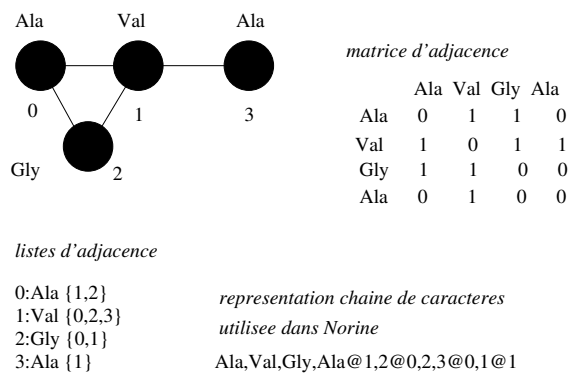 Ala Val Ala
0 1 3
Gly 2
matrice d'adjacence
Ala Val Gly Ala
Ala 0 1 1 0
Val 1 0 1 1
Gly 1 1 0 0
Ala 0 1 0 0
listes d'adjacence
0:Ala {1,2}
1:Val {0,2,3}
2:Gly {0,1}
3:Ala {1}
representation chaine de caracteres
utilisee dans Norine
Ala,Val,Gly,Ala@1,2@0,2,3@0,1@1